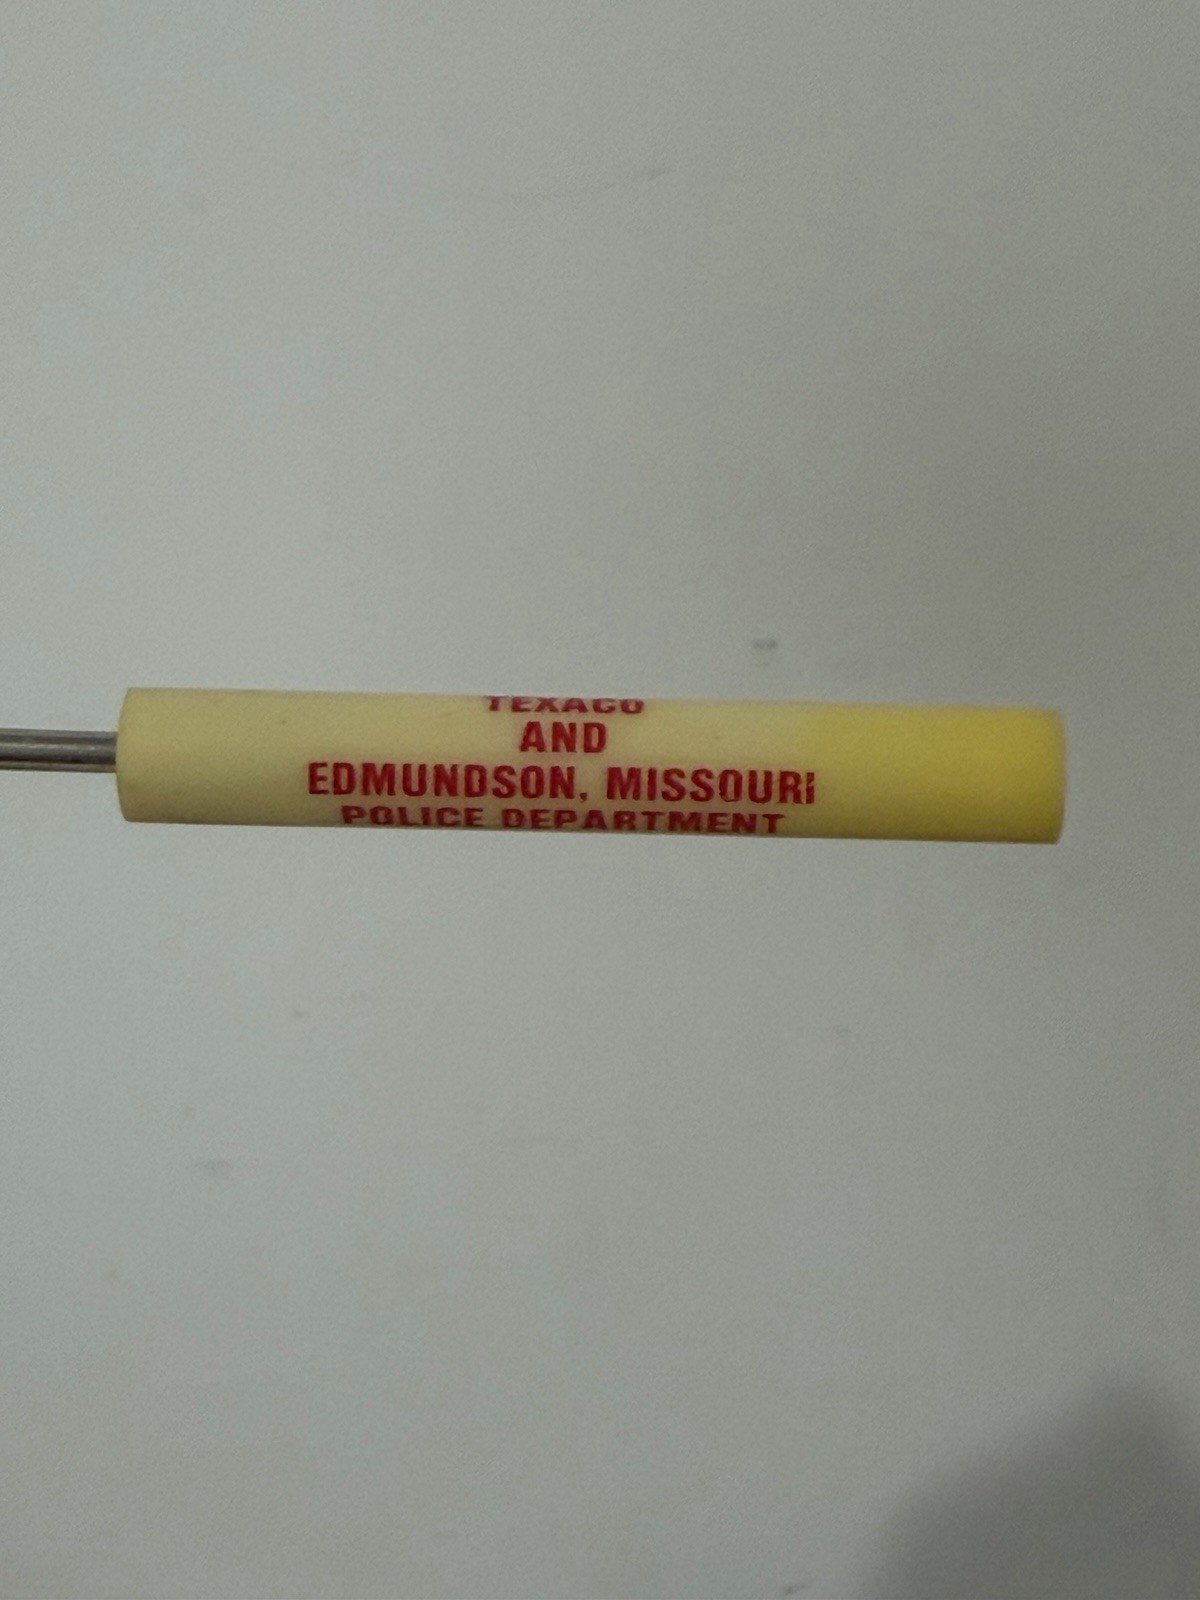 TEXACO
AND
EDMUNDSON, MISSOURI
POLICE DEPARTMENT